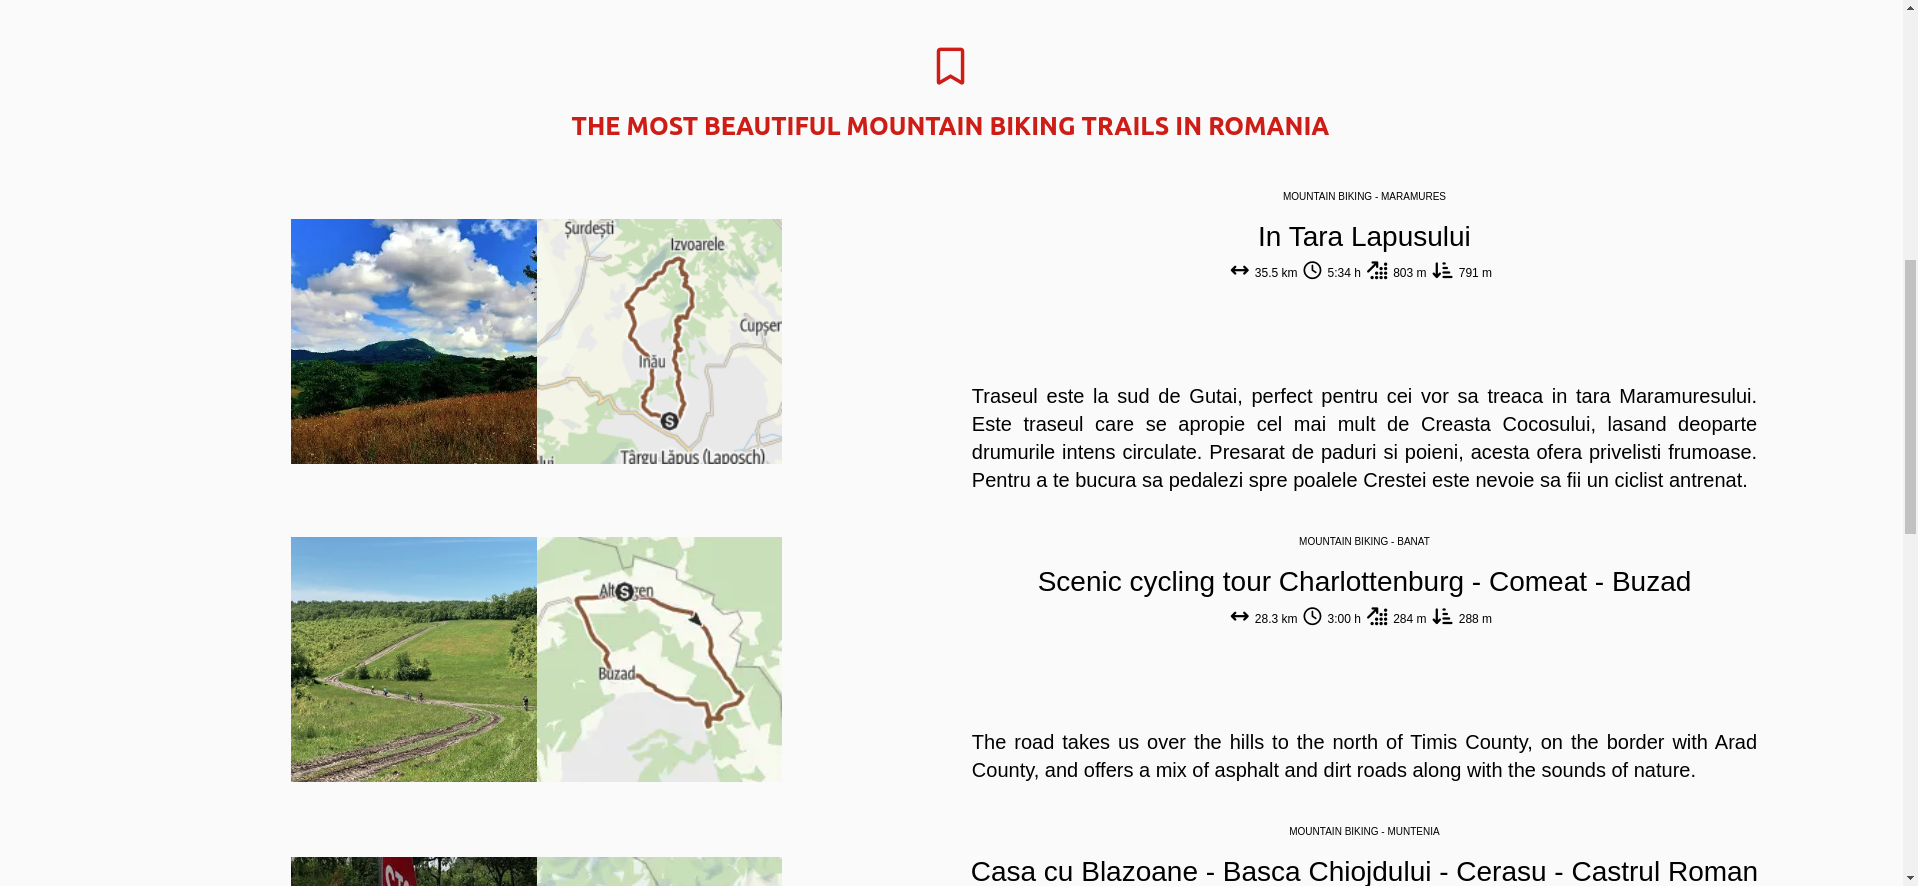 THE MOST BEAUTIFUL MOUNTAIN BIKING TRAILS IN ROMANIA
MOUNTAIN BIKING - MARAMURES
In Tara Lapusului
35.5 km 5:34 h 803 m 791 m
Șurdești
Izvoarele
Inău
S
Târgu Lăpuș (Laposch)
Traseul este la sud de Gutai, perfect pentru cei vor sa treaca in tara Maramuresului.
Este traseul care se apropie cel mai mult de Creasta Cocosului, lasand deoparte
drumurile intens circulate. Presarat de paduri si poieni, acesta ofera privelisti frumoase.
Pentru a te bucura sa pedalezi spre poalele Crestei este nevoie sa fii un ciclist antrenat.
MOUNTAIN BIKING - BANAT
Scenic cycling tour Charlottenburg - Comeat - Buzad
28.3 km 3:00 h 284 m 288 m
S
Buzad
The road takes us over the hills to the north of Timis County, on the border with Arad
County, and offers a mix of asphalt and dirt roads along with the sounds of nature.
MOUNTAIN BIKING - MUNTENIA
Casa cu Blazoane - Basca Chiojdului - Cerasu - Castrul Roman